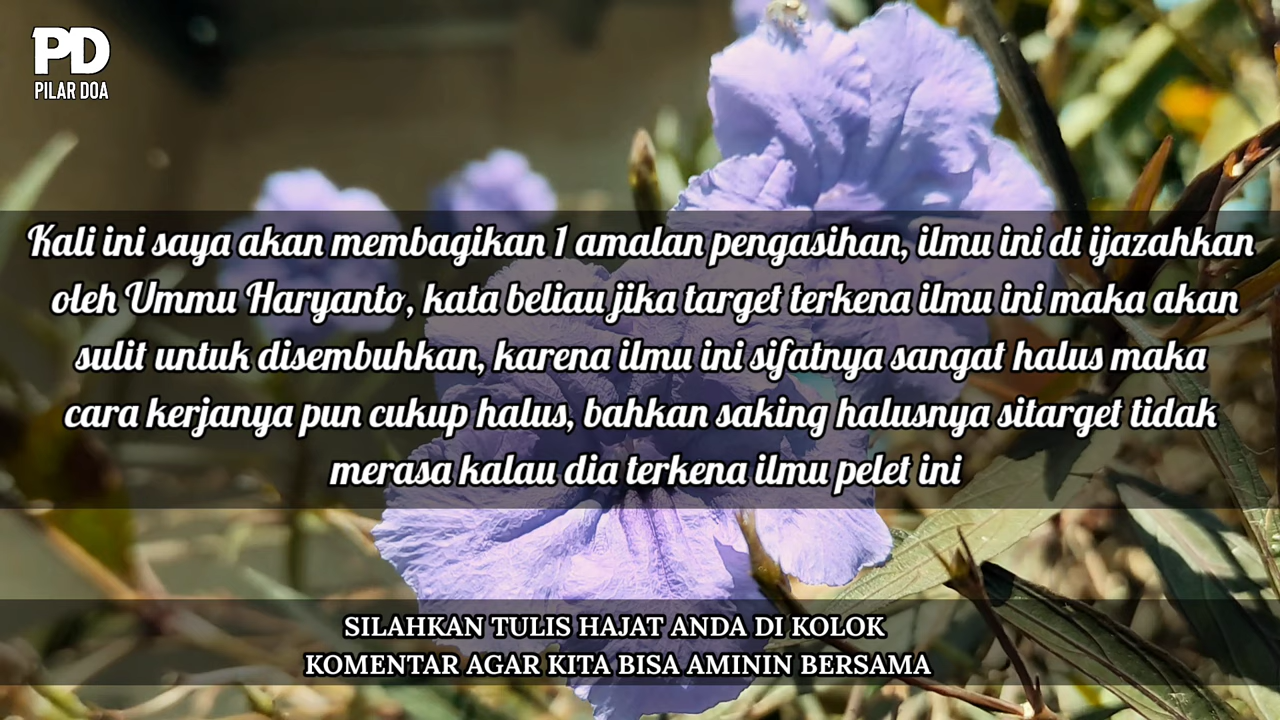 PD
PILAR DOA
Kali ini saya akan membagikan 1 amalan pengasihan, ilmu ini di ijazahkan
oleh Ummu Haryanto, kata beliau jika target terkena ilmu ini maka akan
sulit untuk disembuhkan, karena ilmu ini sifatnya sangat halus maka
cara kerjanya pun cukup halus, bahkan saking halusnya sitarget tidak
merasa kalau dia terkena ilmu pelet ini
SILAHKAN TULIS HAJAT ANDA DI KOLOK
KOMENTAR AGAR KITA BISA AMININ BERSAMA